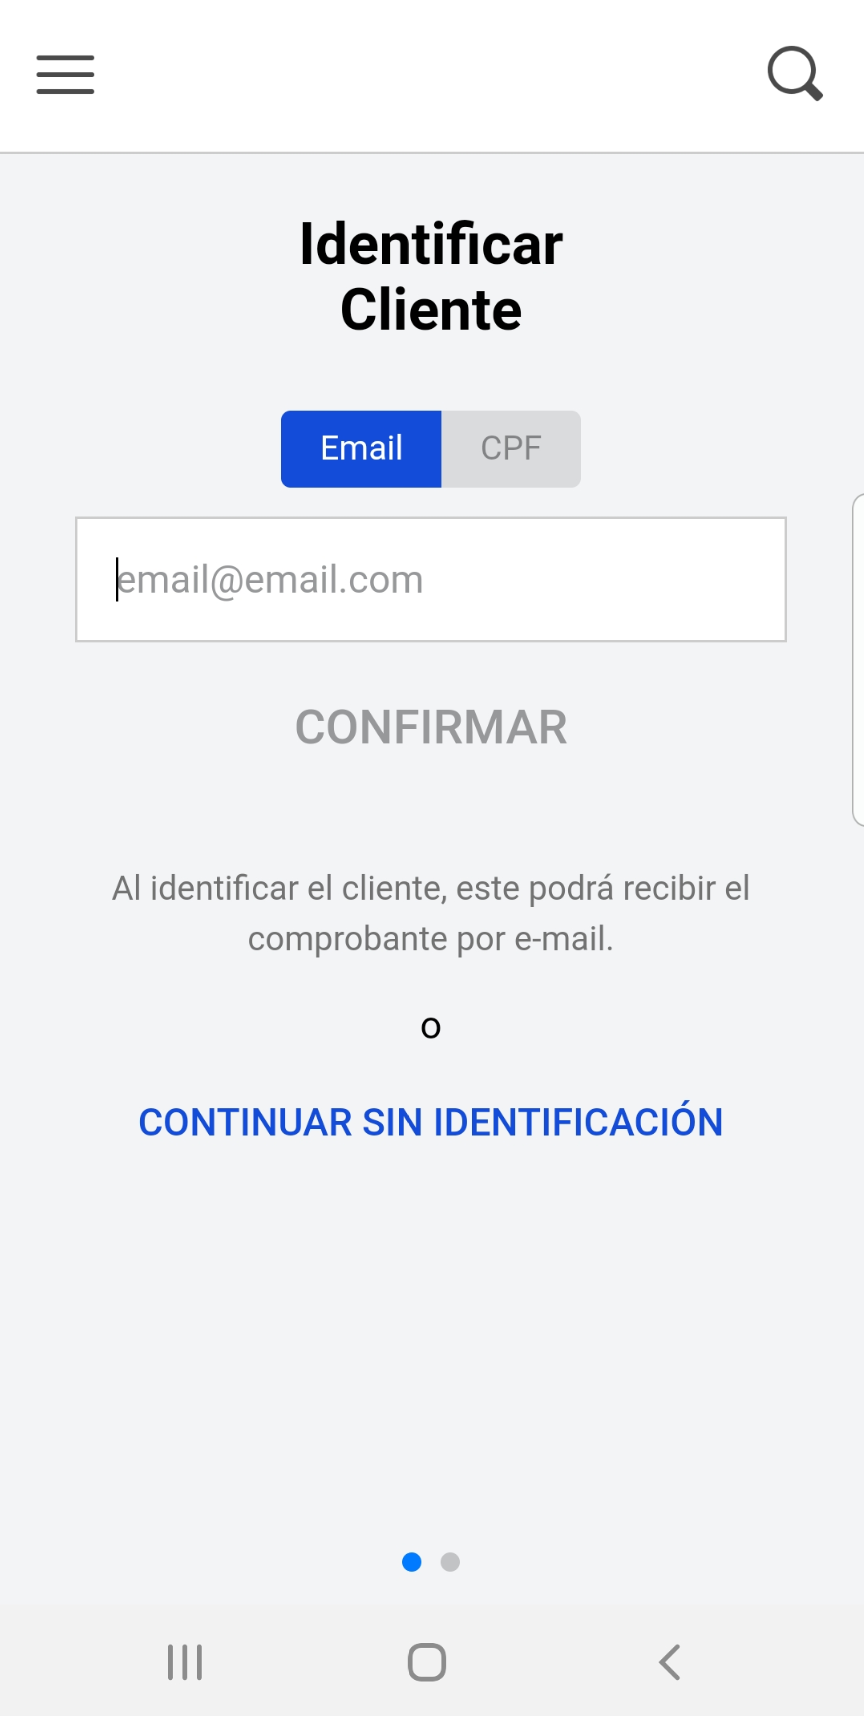 Identificar
Cliente
Email CPF
email@email.com
CONFIRMAR
Al identificar el cliente, este podrá recibir el
comprobante por e-mail.
o
CONTINUAR SIN IDENTIFICACIÓN